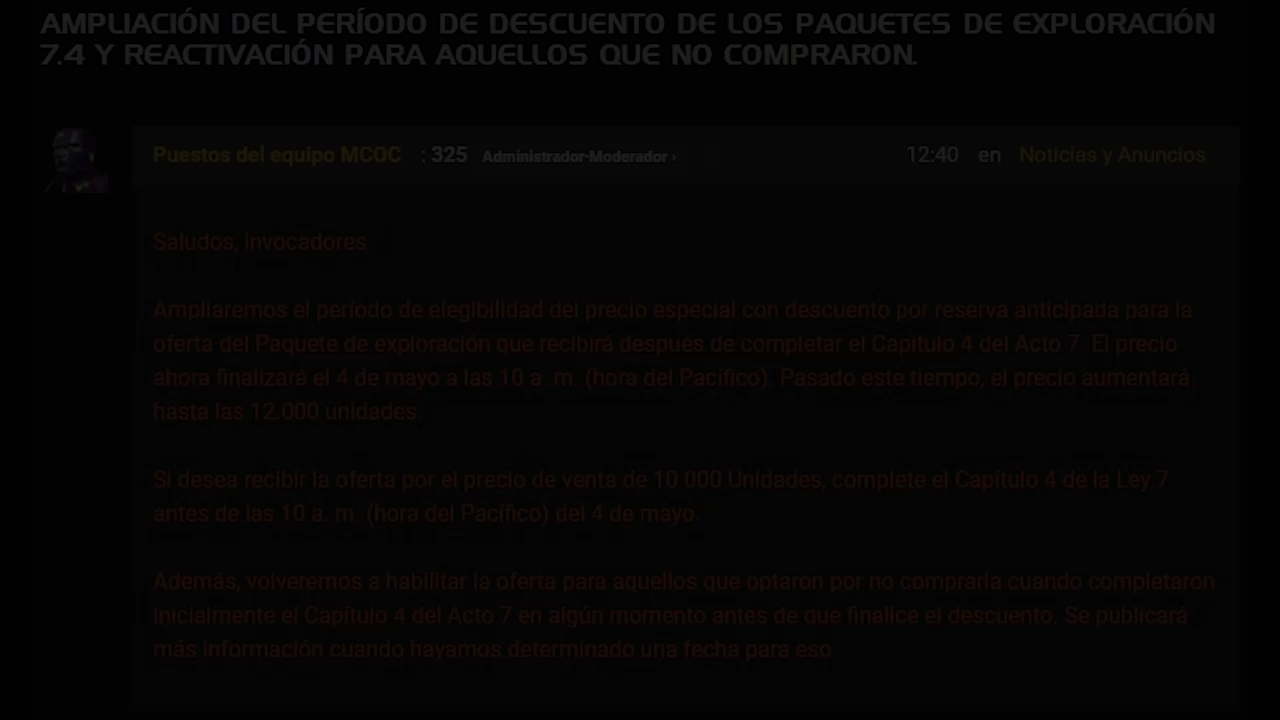 AMPLIACIÓN DEL PERÍODO DE DESCUENTO DE LOS PAQUETES DE EXPLORACIÓN
7.4 Y REACTIVACIÓN PARA AQUELLOS QUE NO COMPRARON.
Puestos del equipo MCOC : 325 Administrador-Moderador › 12:40 en Noticias y Anuncios
Saludos, invocadores.
Ampliaremos el período de elegibilidad del precio especial con descuento por reserva anticipada para la
oferta del Paquete de exploración que recibirá después de completar el Capítulo 4 del Acto 7. El precio
ahora finalizará el 4 de mayo a las 10 a. m. (hora del Pacífico). Pasado este tiempo, el precio aumentará
hasta las 12.000 unidades.
Si desea recibir la oferta por el precio de venta de 10 000 Unidades, complete el Capítulo 4 de la Ley 7
antes de las 10 a. m. (hora del Pacífico) del 4 de mayo.
Además, volveremos a habilitar la oferta para aquellos que optaron por no comprarla cuando completaron
inicialmente el Capítulo 4 del Acto 7 en algún momento antes de que finalice el descuento. Se publicará
más información cuando hayamos determinado una fecha para eso.